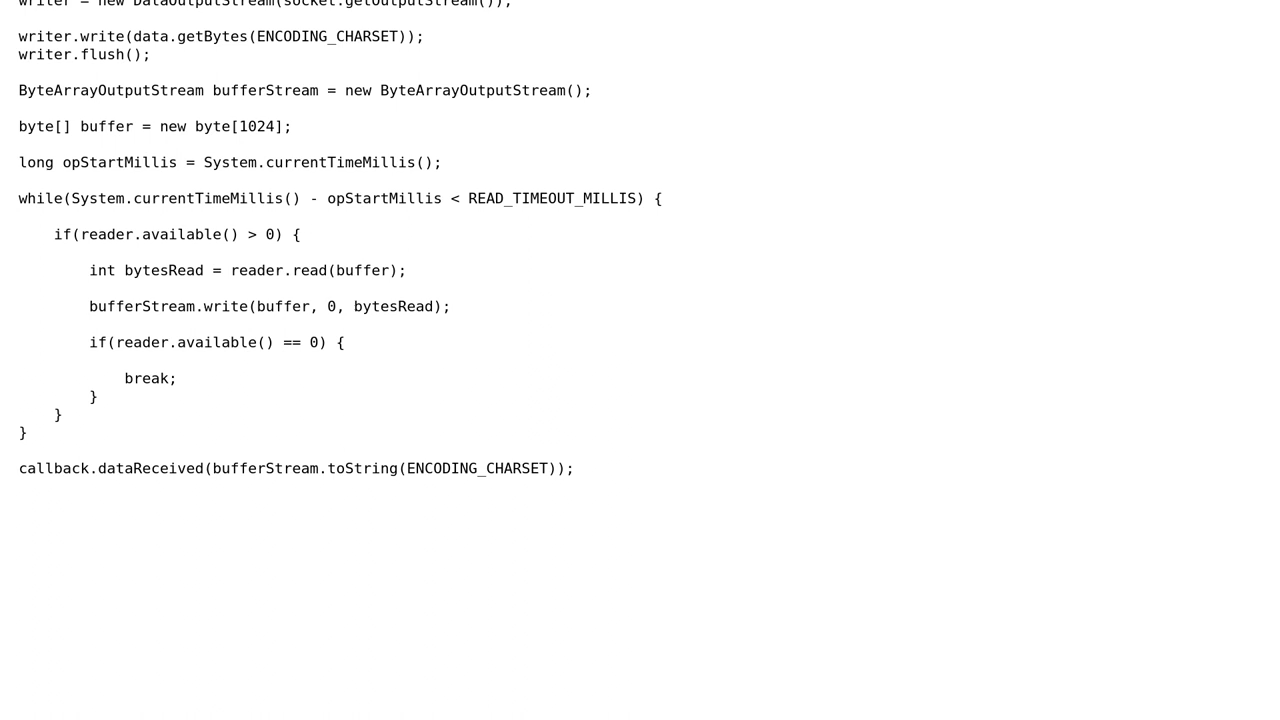 writer = new DataOutputStream(socket.getOutputStream());
writer.write(data.getBytes(ENCODING_CHARSET));
writer.flush();
ByteArrayOutputStream bufferStream = new ByteArrayOutputStream();
byte[] buffer = new byte[1024];
long opStartMillis = System.currentTimeMillis();
while(System.currentTimeMillis() - opStartMillis < READ_TIMEOUT_MILLIS) {
    if(reader.available() > 0) {
        int bytesRead = reader.read(buffer);
        bufferStream.write(buffer, 0, bytesRead);
        if(reader.available() == 0) {
            break;
        }
    }
}
callback.dataReceived(bufferStream.toString(ENCODING_CHARSET));